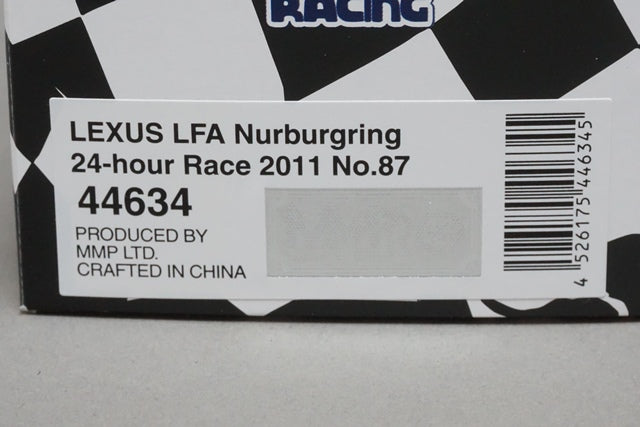 RACING
LEXUS LFA Nurburgring
24-hour Race 2011 No.87
44634
PRODUCED BY
MMP LTD.
CRAFTED IN CHINA
4 526175 446345